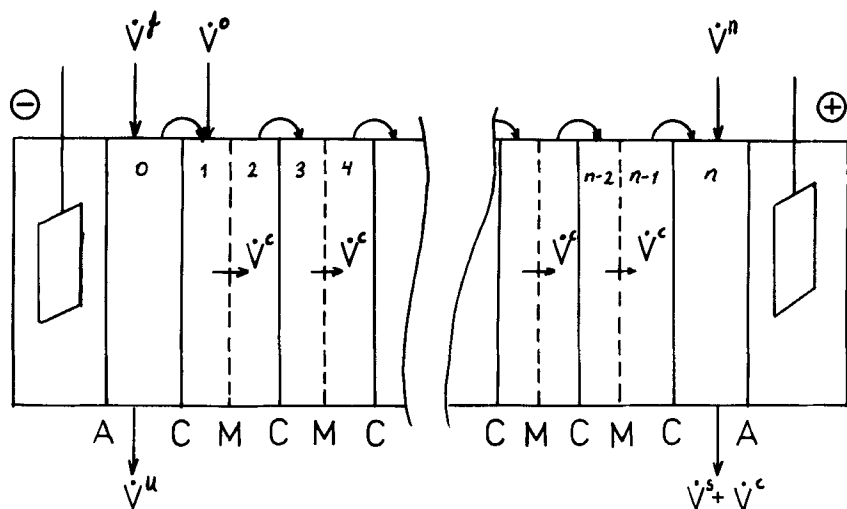 V̇ᶠ V̇ᵒ V̇ⁿ
⊖ ⊕
0 1 2 3 4 n-2 n-1 n
V̇ᶜ V̇ᶜ V̇ᶜ V̇ᶜ
A C M C M C C M C M C A
V̇ᵘ V̇ˢ + V̇ᶜ